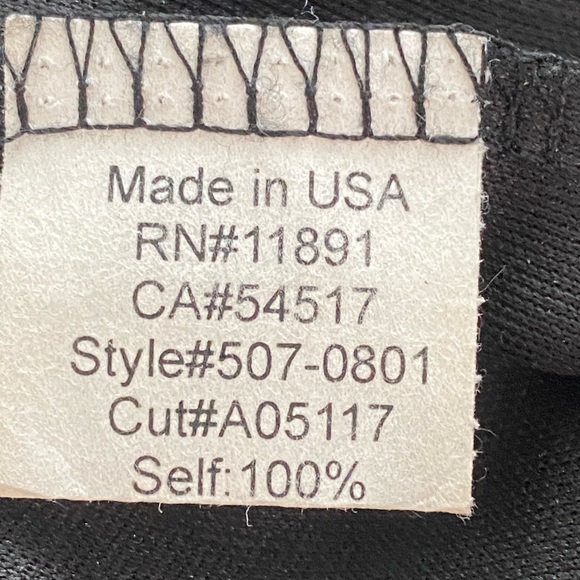 Made in USA
RN#11891
CA#54517
Style#507-0801
Cut#A05117
Self:100%